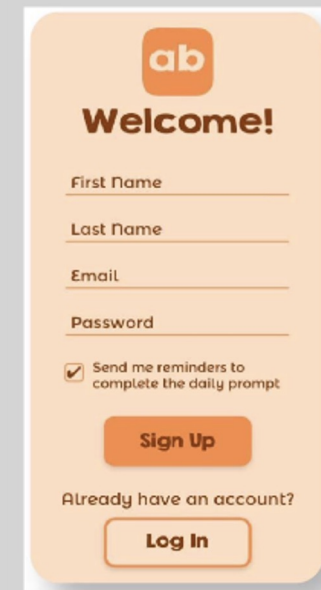 ab
Welcome!
First Name
Last Name
Email
Password
Send me reminders to
complete the daily prompt
Sign Up
Already have an account?
Log In